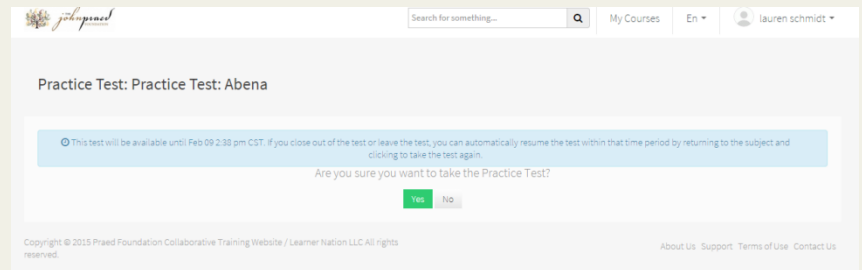 johnpraed
Search for something...
My Courses En lauren schmidt
Practice Test: Practice Test: Abena
This test will be available until Feb 09 2:38 pm CST. If you close out of the test or leave the test, you can automatically resume the test within that time period by returning to the subject and
clicking to take the test again.
Are you sure you want to take the Practice Test?
Yes No
Copyright © 2015 Praed Foundation Collaborative Training Website / Learner Nation LLC All rights
reserved.
About Us Support Terms of Use Contact Us